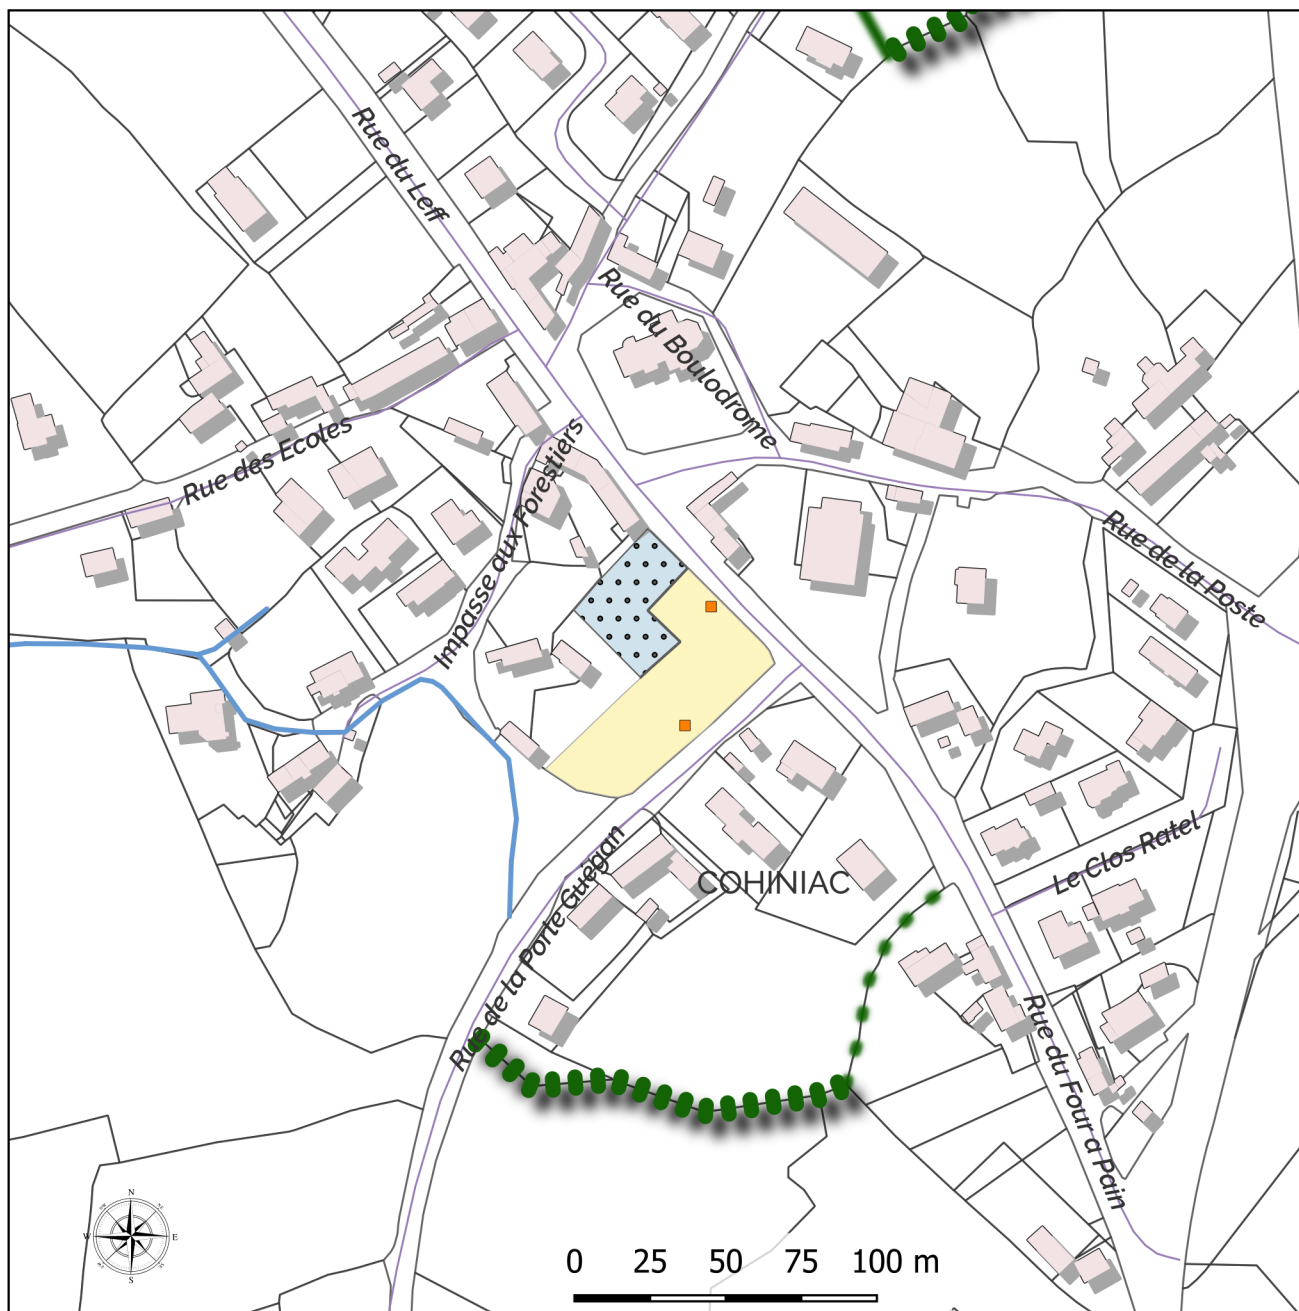 Rue du Leff
Rue du Boulodrome
Rue des Ecoles
Impasse aux Forestiers
Rue de la Poste
Le Clos Ratel
COHINIAC
Rue de la Porte Guégan
Rue du Four a Pain
N
W E
S
0 25 50 75 100 m